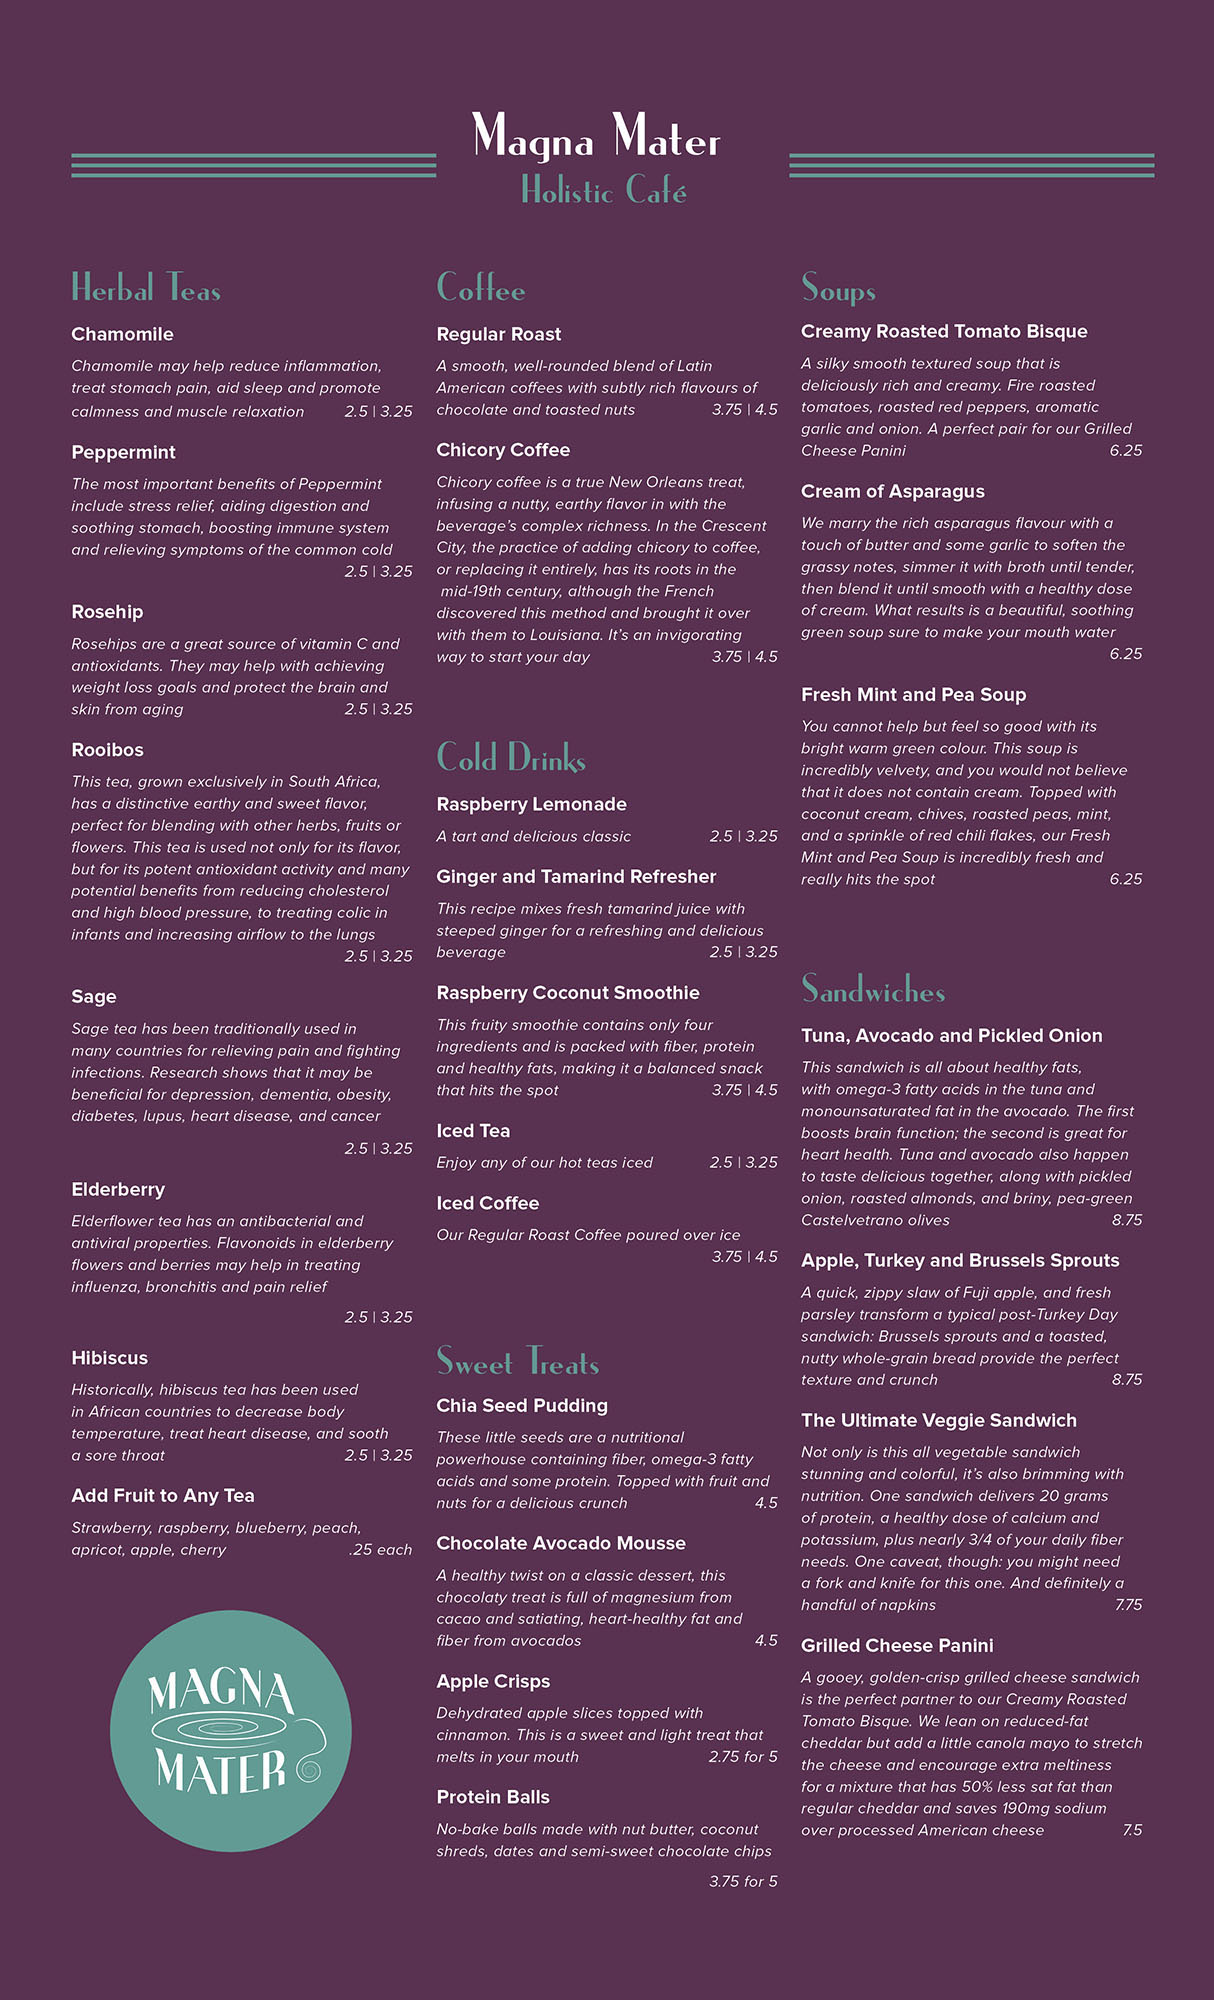 Magna Mater
Holistic Café
Herbal Teas
Chamomile
Chamomile may help reduce inflammation,
treat stomach pain, aid sleep and promote
calmness and muscle relaxation 2.5 | 3.25
Peppermint
The most important benefits of Peppermint
include stress relief, aiding digestion and
soothing stomach, boosting immune system
and relieving symptoms of the common cold
2.5 | 3.25
Rosehip
Rosehips are a great source of vitamin C and
antioxidants. They may help with achieving
weight loss goals and protect the brain and
skin from aging 2.5 | 3.25
Rooibos
This tea, grown exclusively in South Africa,
has a distinctive earthy and sweet flavor,
perfect for blending with other herbs, fruits or
flowers. This tea is used not only for its flavor,
but for its potent antioxidant activity and many
potential benefits from reducing cholesterol
and high blood pressure, to treating colic in
infants and increasing airflow to the lungs
2.5 | 3.25
Sage
Sage tea has been traditionally used in
many countries for relieving pain and fighting
infections. Research shows that it may be
beneficial for depression, dementia, obesity,
diabetes, lupus, heart disease, and cancer
2.5 | 3.25
Elderberry
Elderflower tea has an antibacterial and
antiviral properties. Flavonoids in elderberry
flowers and berries may help in treating
influenza, bronchitis and pain relief
2.5 | 3.25
Hibiscus
Historically, hibiscus tea has been used
in African countries to decrease body
temperature, treat heart disease, and sooth
a sore throat 2.5 | 3.25
Add Fruit to Any Tea
Strawberry, raspberry, blueberry, peach,
apricot, apple, cherry .25 each
MAGNA
MATER
Coffee
Regular Roast
A smooth, well-rounded blend of Latin
American coffees with subtly rich flavours of
chocolate and toasted nuts 3.75 | 4.5
Chicory Coffee
Chicory coffee is a true New Orleans treat,
infusing a nutty, earthy flavor in with the
beverage's complex richness. In the Crescent
City, the practice of adding chicory to coffee,
or replacing it entirely, has its roots in the
mid-19th century, although the French
discovered this method and brought it over
with them to Louisiana. It's an invigorating
way to start your day 3.75 | 4.5
Cold Drinks
Raspberry Lemonade
A tart and delicious classic 2.5 | 3.25
Ginger and Tamarind Refresher
This recipe mixes fresh tamarind juice with
steeped ginger for a refreshing and delicious
beverage 2.5 | 3.25
Raspberry Coconut Smoothie
This fruity smoothie contains only four
ingredients and is packed with fiber, protein
and healthy fats, making it a balanced snack
that hits the spot 3.75 | 4.5
Iced Tea
Enjoy any of our hot teas iced 2.5 | 3.25
Iced Coffee
Our Regular Roast Coffee poured over ice
3.75 | 4.5
Sweet Treats
Chia Seed Pudding
These little seeds are a nutritional
powerhouse containing fiber, omega-3 fatty
acids and some protein. Topped with fruit and
nuts for a delicious crunch 4.5
Chocolate Avocado Mousse
A healthy twist on a classic dessert, this
chocolaty treat is full of magnesium from
cacao and satiating, heart-healthy fat and
fiber from avocados 4.5
Apple Crisps
Dehydrated apple slices topped with
cinnamon. This is a sweet and light treat that
melts in your mouth 2.75 for 5
Protein Balls
No-bake balls made with nut butter, coconut
shreds, dates and semi-sweet chocolate chips
3.75 for 5
Soups
Creamy Roasted Tomato Bisque
A silky smooth textured soup that is
deliciously rich and creamy. Fire roasted
tomatoes, roasted red peppers, aromatic
garlic and onion. A perfect pair for our Grilled
Cheese Panini 6.25
Cream of Asparagus
We marry the rich asparagus flavour with a
touch of butter and some garlic to soften the
grassy notes, simmer it with broth until tender,
then blend it until smooth with a healthy dose
of cream. What results is a beautiful, soothing
green soup sure to make your mouth water
6.25
Fresh Mint and Pea Soup
You cannot help but feel so good with its
bright warm green colour. This soup is
incredibly velvety, and you would not believe
that it does not contain cream. Topped with
coconut cream, chives, roasted peas, mint,
and a sprinkle of red chili flakes, our Fresh
Mint and Pea Soup is incredibly fresh and
really hits the spot 6.25
Sandwiches
Tuna, Avocado and Pickled Onion
This sandwich is all about healthy fats,
with omega-3 fatty acids in the tuna and
monounsaturated fat in the avocado. The first
boosts brain function; the second is great for
heart health. Tuna and avocado also happen
to taste delicious together, along with pickled
onion, roasted almonds, and briny, pea-green
Castelvetrano olives 8.75
Apple, Turkey and Brussels Sprouts
A quick, zippy slaw of Fuji apple, and fresh
parsley transform a typical post-Turkey Day
sandwich: Brussels sprouts and a toasted,
nutty whole-grain bread provide the perfect
texture and crunch 8.75
The Ultimate Veggie Sandwich
Not only is this all vegetable sandwich
stunning and colorful, it's also brimming with
nutrition. One sandwich delivers 20 grams
of protein, a healthy dose of calcium and
potassium, plus nearly 3/4 of your daily fiber
needs. One caveat, though: you might need
a fork and knife for this one. And definitely a
handful of napkins 7.75
Grilled Cheese Panini
A gooey, golden-crisp grilled cheese sandwich
is the perfect partner to our Creamy Roasted
Tomato Bisque. We lean on reduced-fat
cheddar but add a little canola mayo to stretch
the cheese and encourage extra meltiness
for a mixture that has 50% less sat fat than
regular cheddar and saves 190mg sodium
over processed American cheese 7.5